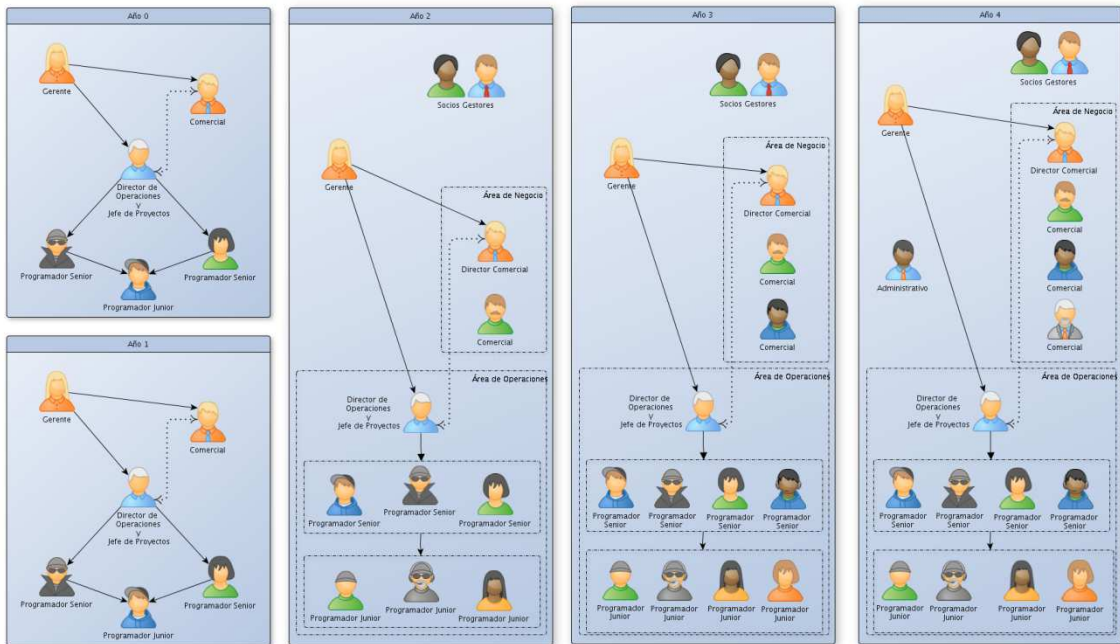 Año 0
Gerente
Comercial
Director de
Operaciones
y
Jefe de Proyectos
Programador Senior
Programador Senior
Programador Junior
Año 1
Gerente
Comercial
Director de
Operaciones
y
Jefe de Proyectos
Programador Senior
Programador Senior
Programador Junior
Año 2
Socios Gestores
Gerente
Área de Negocio
Director Comercial
Comercial
Área de Operaciones
Director de
Operaciones
y
Jefe de Proyectos
Programador Senior
Programador Senior
Programador Senior
Programador Junior
Programador Junior
Programador Junior
Año 3
Socios Gestores
Área de Negocio
Gerente
Director Comercial
Comercial
Comercial
Área de Operaciones
Director de
Operaciones
y
Jefe de Proyectos
Programador Programador Programador Programador
Senior Senior Senior Senior
Programador Programador Programador Programador
Junior Junior Junior Junior
Año 4
Socios Gestores
Área de Negocio
Gerente
Director Comercial
Comercial
Administrativo
Comercial
Comercial
Área de Operaciones
Director de
Operaciones
y
Jefe de Proyectos
Programador Programador Programador Programador
Senior Senior Senior Senior
Programador Programador Programador Programador
Junior Junior Junior Junior